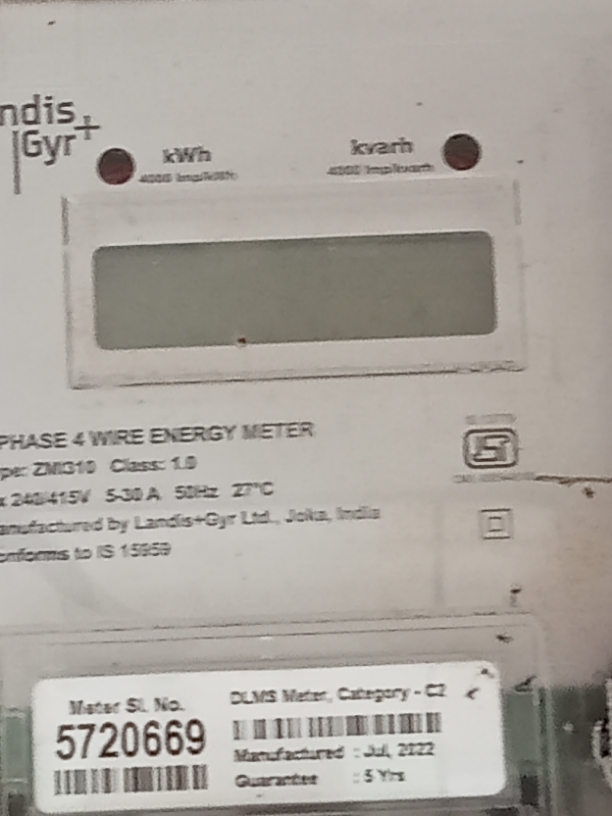 ndis
Gyr+
kWh
kvarh
4000 Imp/kWh
4000 Imp/kvarh
PHASE 4 WIRE ENERGY METER
pe: ZMI310 Class: 1.0
x 240/415V 5-30 A 50Hz 27°C
anufactured by Landis+Gyr Ltd., Joka, India
onforms to IS 15959
Meter Sl. No.
5720669
DLMS Meter, Category - C2
Manufactured : Jul, 2022
Guarantee : 5 Yrs